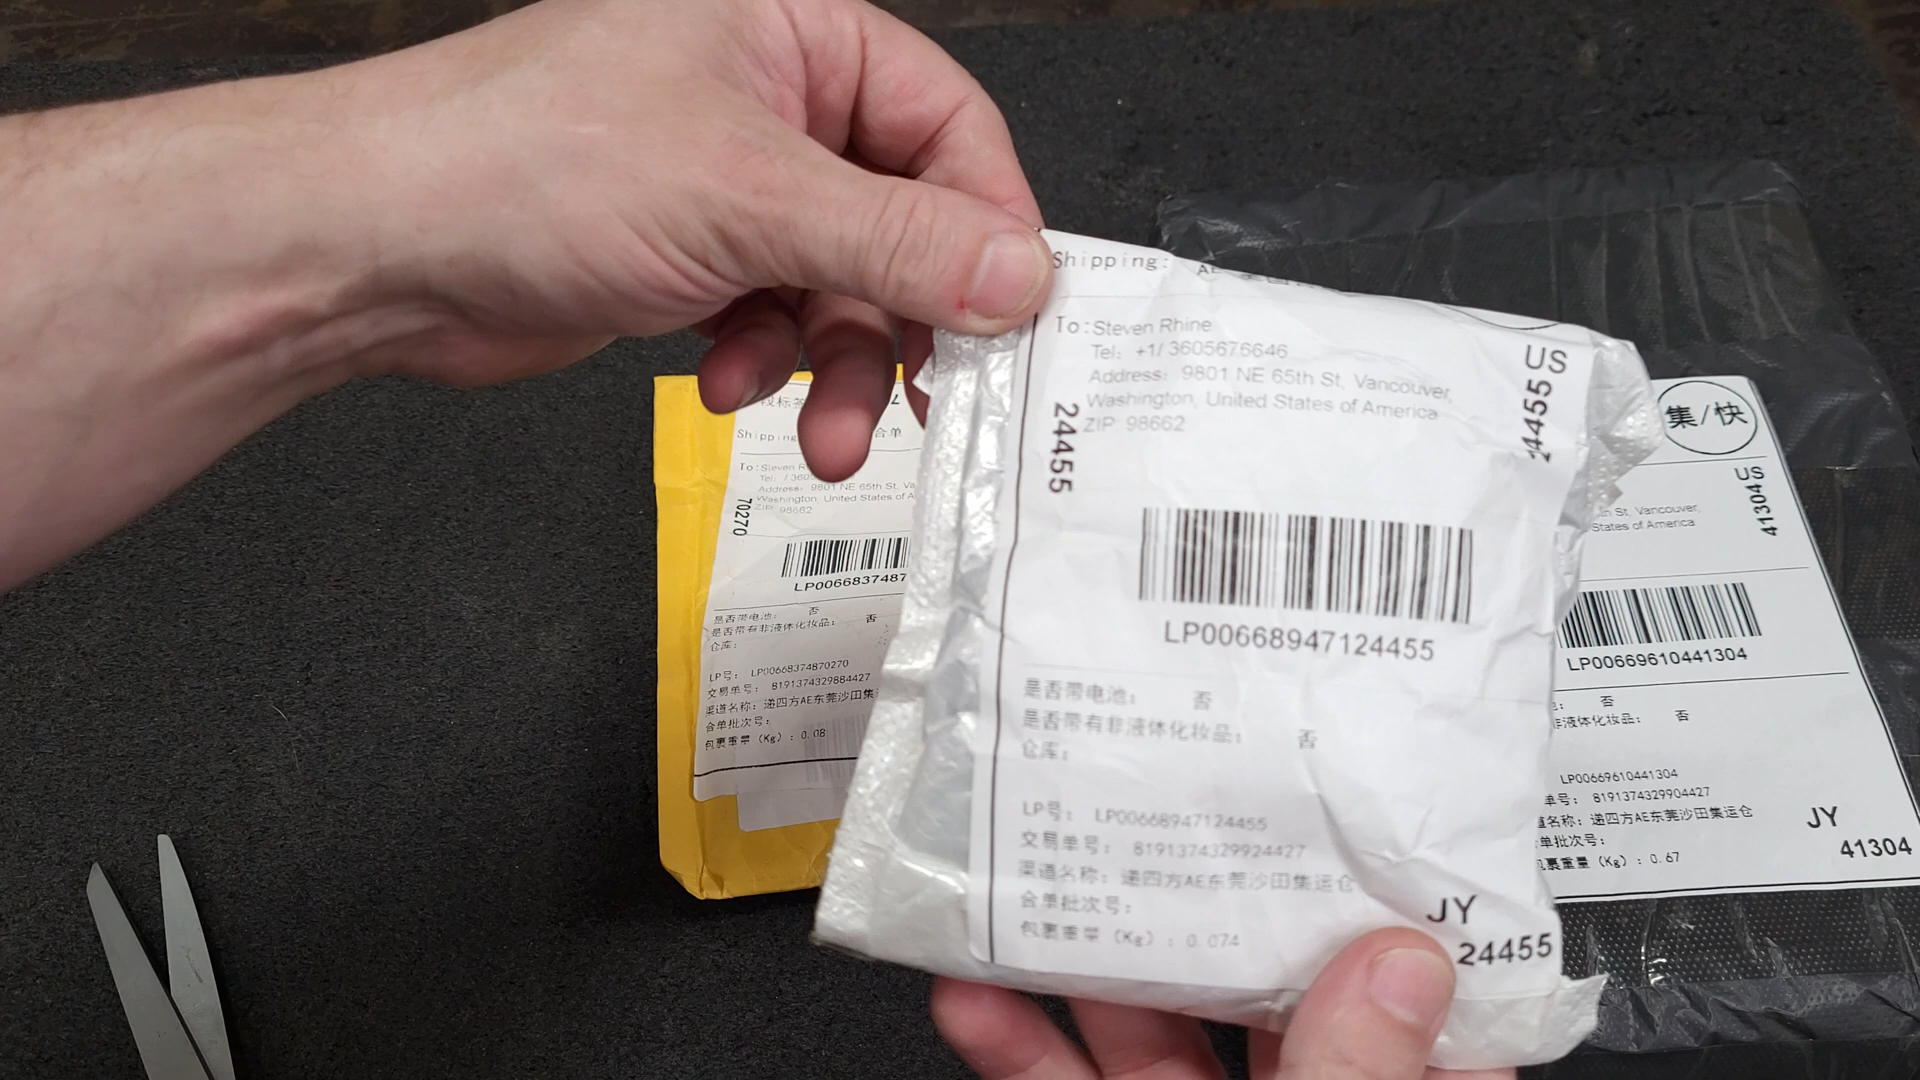 Shipping:
To: Steven Rhine
Tel: +1/ 3605676646
Address: 9801 NE 65th St, Vancouver,
Washington, United States of America
ZIP: 98662
US
24455
24455
LP00668947124455
是否带电池: 否
是否带有非液体化妆品: 否
仓库:
LP号: LP00668947124455
交易单号: 8191374329924427
渠道名称: 递四方AE东莞沙田集运仓
合单批次号:
包裹重量 (Kg) : 0.074
JY
24455
Shipping
合单
To: Steven
Tel: / 360
Address: 9801 NE 65th St, Va
Washington, United States of A
ZIP: 98662
70270
LP0066837487
是否带电池: 否
是否带有非液体化妆品: 否
仓库:
LP号: LP00668374870270
交易单号: 8191374329884427
渠道名称: 递四方AE东莞沙田集
合单批次号:
包裹重量 (Kg) : 0.08
集/快
US
41304
St, Vancouver,
States of America
LP00669610441304
否
非液体化妆品: 否
LP00669610441304
单号: 8191374329904427
名称: 递四方AE东莞沙田集运仓
单批次号:
包裹重量 (Kg) : 0.67
JY
41304